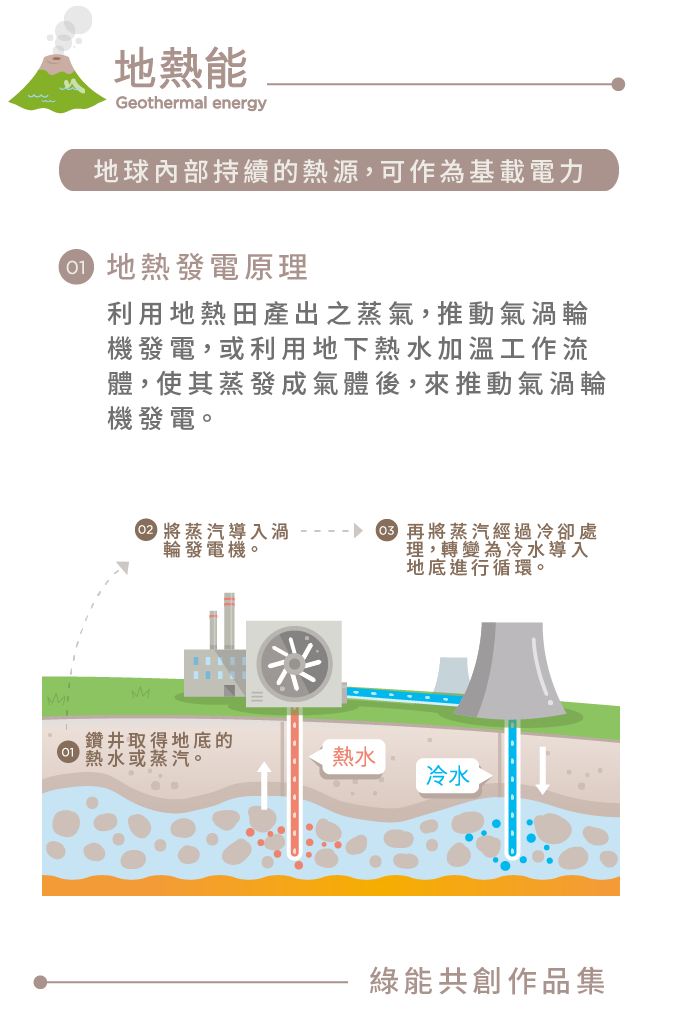 地熱能
Geothermal energy
地球內部持續的熱源，可作為基載電力
01 地熱發電原理
利用地熱田產出之蒸氣，推動氣渦輪
機發電，或利用地下熱水加溫工作流
體，使其蒸發成氣體後，來推動氣渦輪
機發電。
02 將蒸汽導入渦
輪發電機。
03 再將蒸汽經過冷卻處
理，轉變為冷水導入
地底進行循環。
01 鑽井取得地底的
熱水或蒸汽。
熱水
冷水
綠能共創作品集